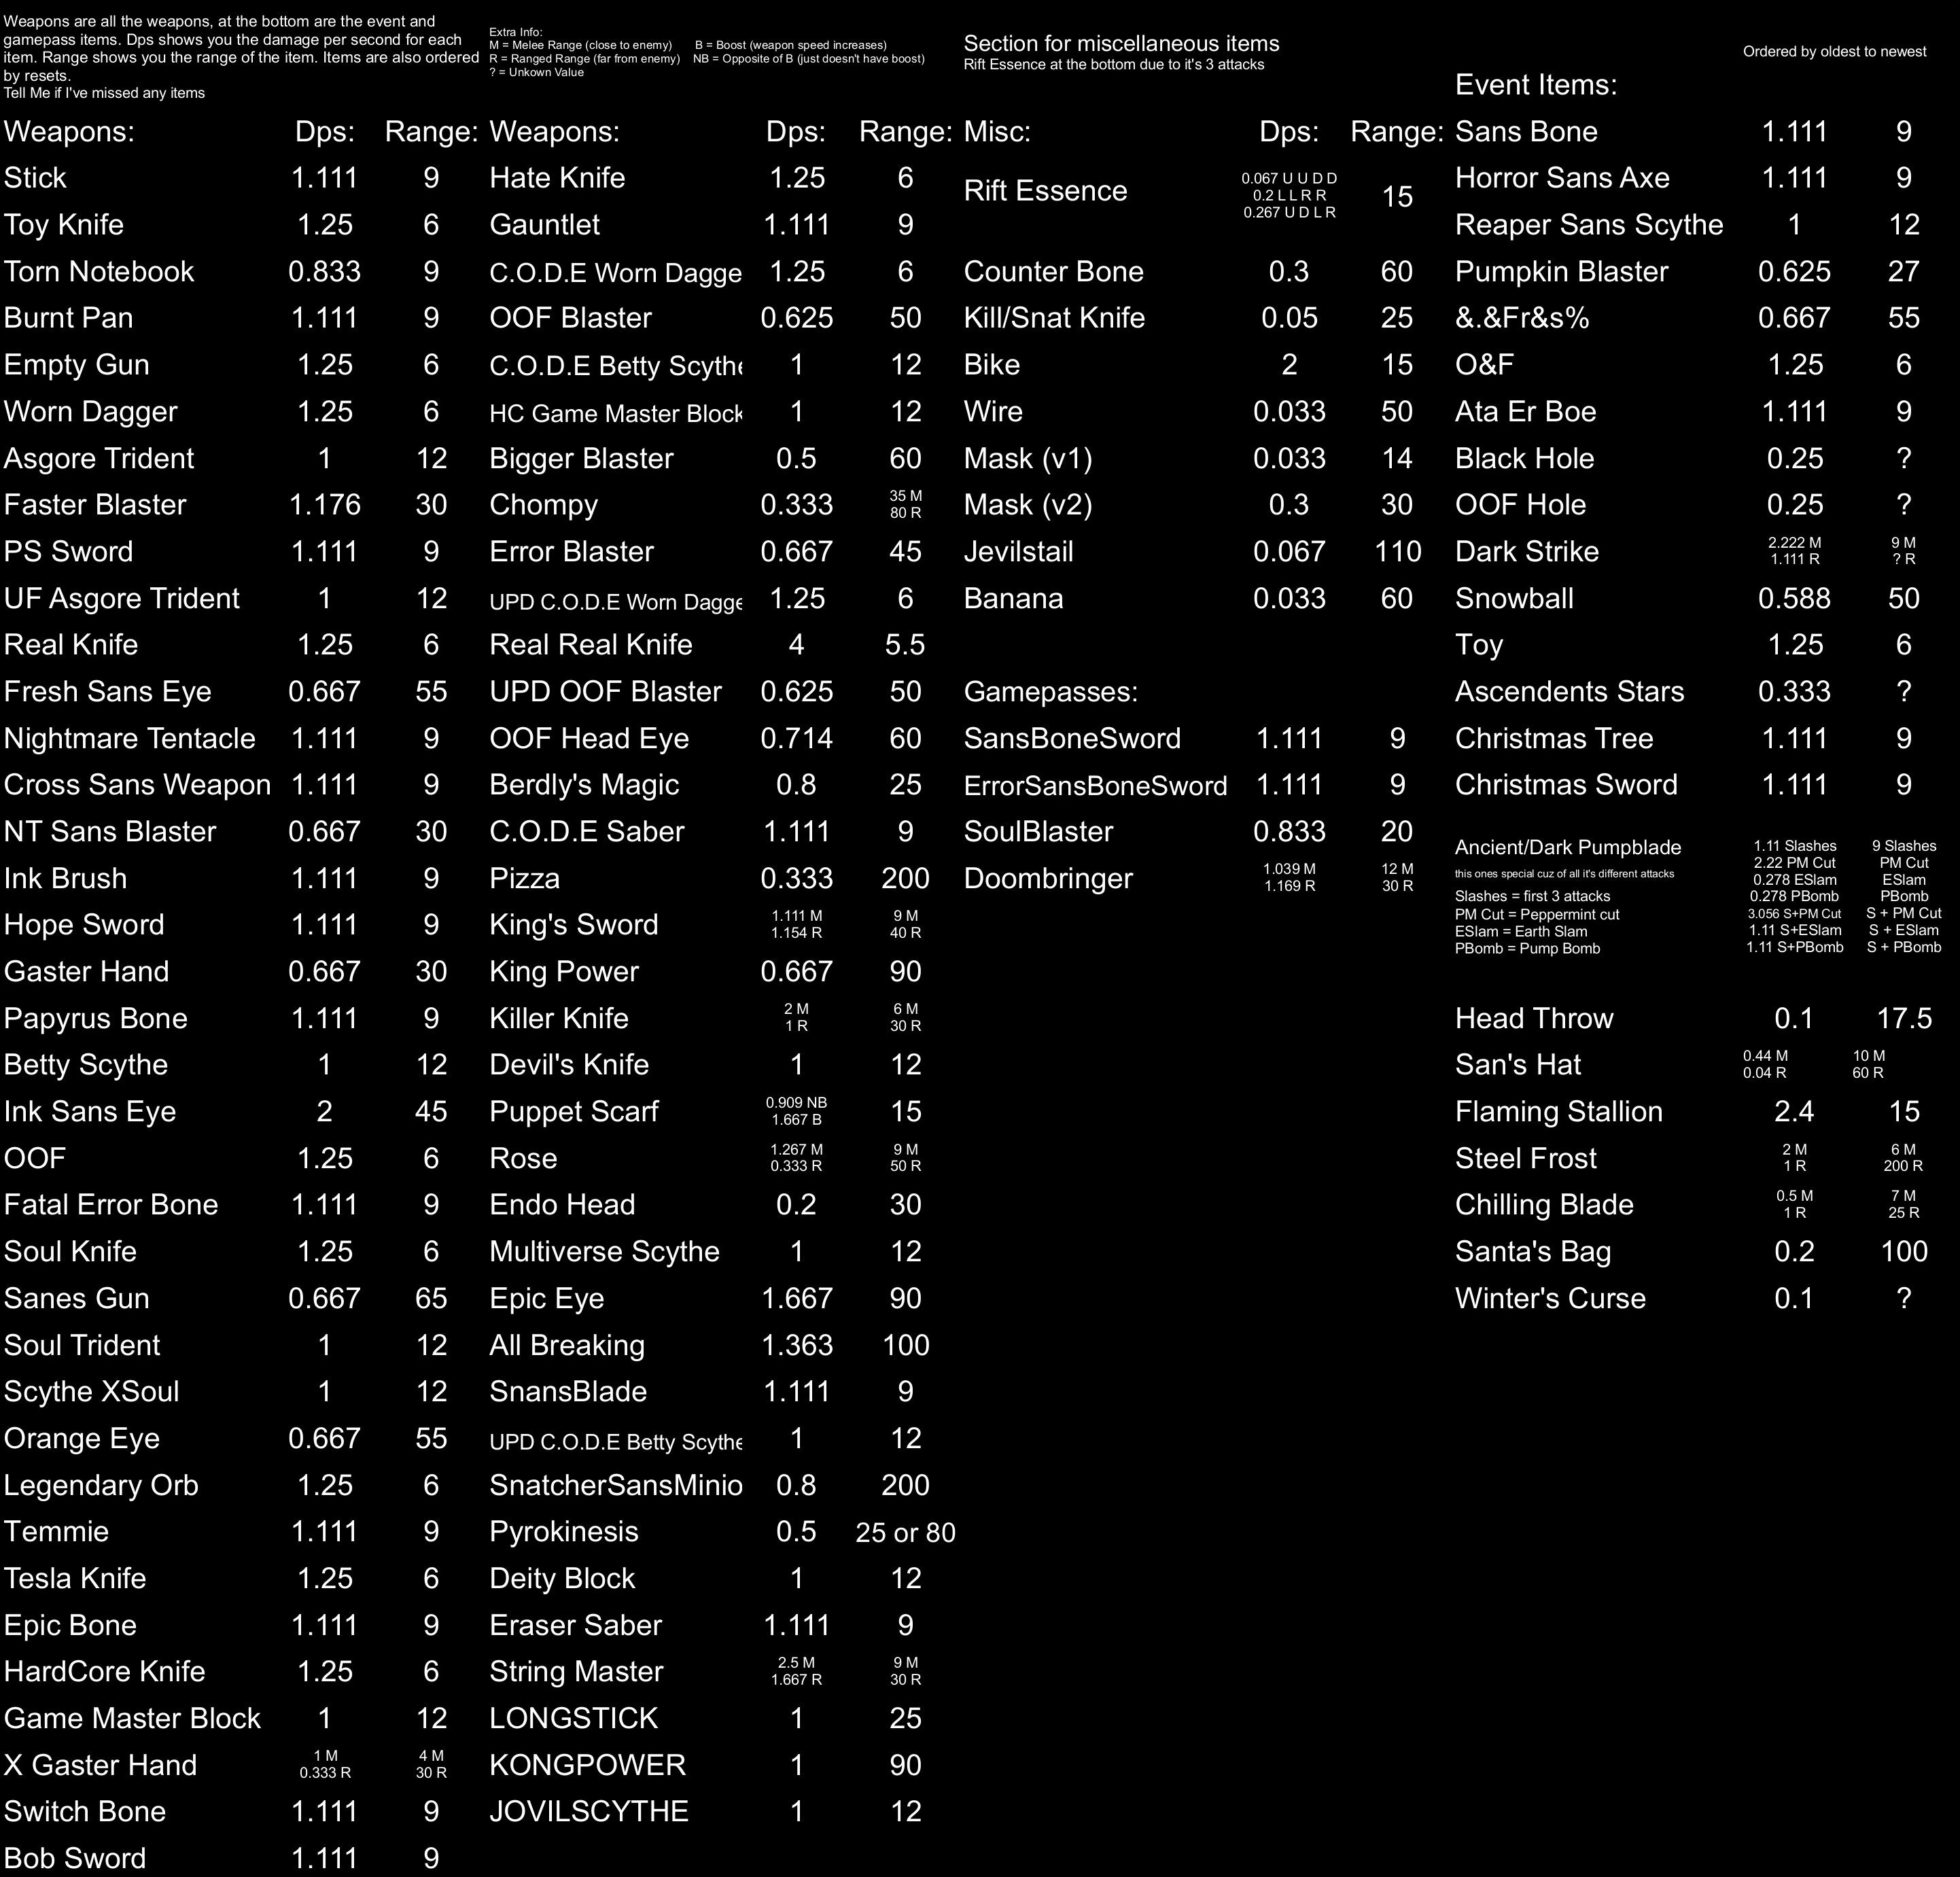 Weapons are all the weapons, at the bottom are the event and
gamepass items. Dps shows you the damage per second for each
item. Range shows you the range of the item. Items are also ordered
by resets.
Tell Me if I've missed any items
Weapons: Dps: Range:
Stick 1.111 9
Toy Knife 1.25 6
Torn Notebook 0.833 9
Burnt Pan 1.111 9
Empty Gun 1.25 6
Worn Dagger 1.25 6
Asgore Trident 1 12
Faster Blaster 1.176 30
PS Sword 1.111 9
UF Asgore Trident 1 12
Real Knife 1.25 6
Fresh Sans Eye 0.667 55
Nightmare Tentacle 1.111 9
Cross Sans Weapon 1.111 9
NT Sans Blaster 0.667 30
Ink Brush 1.111 9
Hope Sword 1.111 9
Gaster Hand 0.667 30
Papyrus Bone 1.111 9
Betty Scythe 1 12
Ink Sans Eye 2 45
OOF 1.25 6
Fatal Error Bone 1.111 9
Soul Knife 1.25 6
Sanes Gun 0.667 65
Soul Trident 1 12
Scythe XSoul 1 12
Orange Eye 0.667 55
Legendary Orb 1.25 6
Temmie 1.111 9
Tesla Knife 1.25 6
Epic Bone 1.111 9
HardCore Knife 1.25 6
Game Master Block 1 12
X Gaster Hand
1 M 4 M
0.333 R 30 R
Switch Bone 1.111 9
Bob Sword 1.111 9
Extra Info:
M = Melee Range (close to enemy) B = Boost (weapon speed increases)
R = Ranged Range (far from enemy) NB = Opposite of B (just doesn't have boost)
? = Unkown Value
Weapons: Dps: Range:
Hate Knife 1.25 6
Gauntlet 1.111 9
C.O.D.E Worn Dagge 1.25 6
OOF Blaster 0.625 50
C.O.D.E Betty Scythe 1 12
HC Game Master Block 1 12
Bigger Blaster 0.5 60
Chompy 0.333
35 M
80 R
Error Blaster 0.667 45
UPD C.O.D.E Worn Dagge 1.25 6
Real Real Knife 4 5.5
UPD OOF Blaster 0.625 50
OOF Head Eye 0.714 60
Berdly's Magic 0.8 25
C.O.D.E Saber 1.111 9
Pizza 0.333 200
King's Sword
1.111 M 9 M
1.154 R 40 R
King Power 0.667 90
Killer Knife
2 M 6 M
1 R 30 R
Devil's Knife 1 12
Puppet Scarf 15
0.909 NB
1.667 B
Rose
1.267 M 9 M
0.333 R 50 R
Endo Head 0.2 30
Multiverse Scythe 1 12
Epic Eye 1.667 90
All Breaking 1.363 100
SnansBlade 1.111 9
UPD C.O.D.E Betty Scythe 1 12
SnatcherSansMinio 0.8 200
Pyrokinesis 0.5 25 or 80
Deity Block 1 12
Eraser Saber 1.111 9
String Master
2.5 M 9 M
1.667 R 30 R
LONGSTICK 1 25
KONGPOWER 1 90
JOVILSCYTHE 1 12
Section for miscellaneous items
Rift Essence at the bottom due to it's 3 attacks
Misc: Dps: Range:
Rift Essence 15
0.067 U U D D
0.2 L L R R
0.267 U D L R
Counter Bone 0.3 60
Kill/Snat Knife 0.05 25
Bike 2 15
Wire 0.033 50
Mask (v1) 0.033 14
Mask (v2) 0.3 30
Jevilstail 0.067 110
Banana 0.033 60
Gamepasses:
SansBoneSword 1.111 9
ErrorSansBoneSword 1.111 9
SoulBlaster 0.833 20
Doombringer
1.039 M 12 M
1.169 R 30 R
Ordered by oldest to newest
Event Items:
Sans Bone 1.111 9
Horror Sans Axe 1.111 9
Reaper Sans Scythe 1 12
Pumpkin Blaster 0.625 27
&.&Fr&s% 0.667 55
O&F 1.25 6
Ata Er Boe 1.111 9
Black Hole 0.25 ?
OOF Hole 0.25 ?
Dark Strike
2.222 M 9 M
1.111 R ? R
Snowball 0.588 50
Toy 1.25 6
Ascendents Stars 0.333 ?
Christmas Tree 1.111 9
Christmas Sword 1.111 9
Ancient/Dark Pumpblade 1.11 Slashes 9 Slashes
2.22 PM Cut PM Cut
this ones special cuz of all it's different attacks 0.278 ESlam ESlam
Slashes = first 3 attacks 0.278 PBomb PBomb
PM Cut = Peppermint cut 3.056 S+PM Cut S + PM Cut
ESlam = Earth Slam 1.11 S+ESlam S + ESlam
PBomb = Pump Bomb 1.11 S+PBomb S + PBomb
Head Throw 0.1 17.5
San's Hat
0.44 M 10 M
0.04 R 60 R
Flaming Stallion 2.4 15
Steel Frost
2 M 6 M
1 R 200 R
Chilling Blade
0.5 M 7 M
1 R 25 R
Santa's Bag 0.2 100
Winter's Curse 0.1 ?